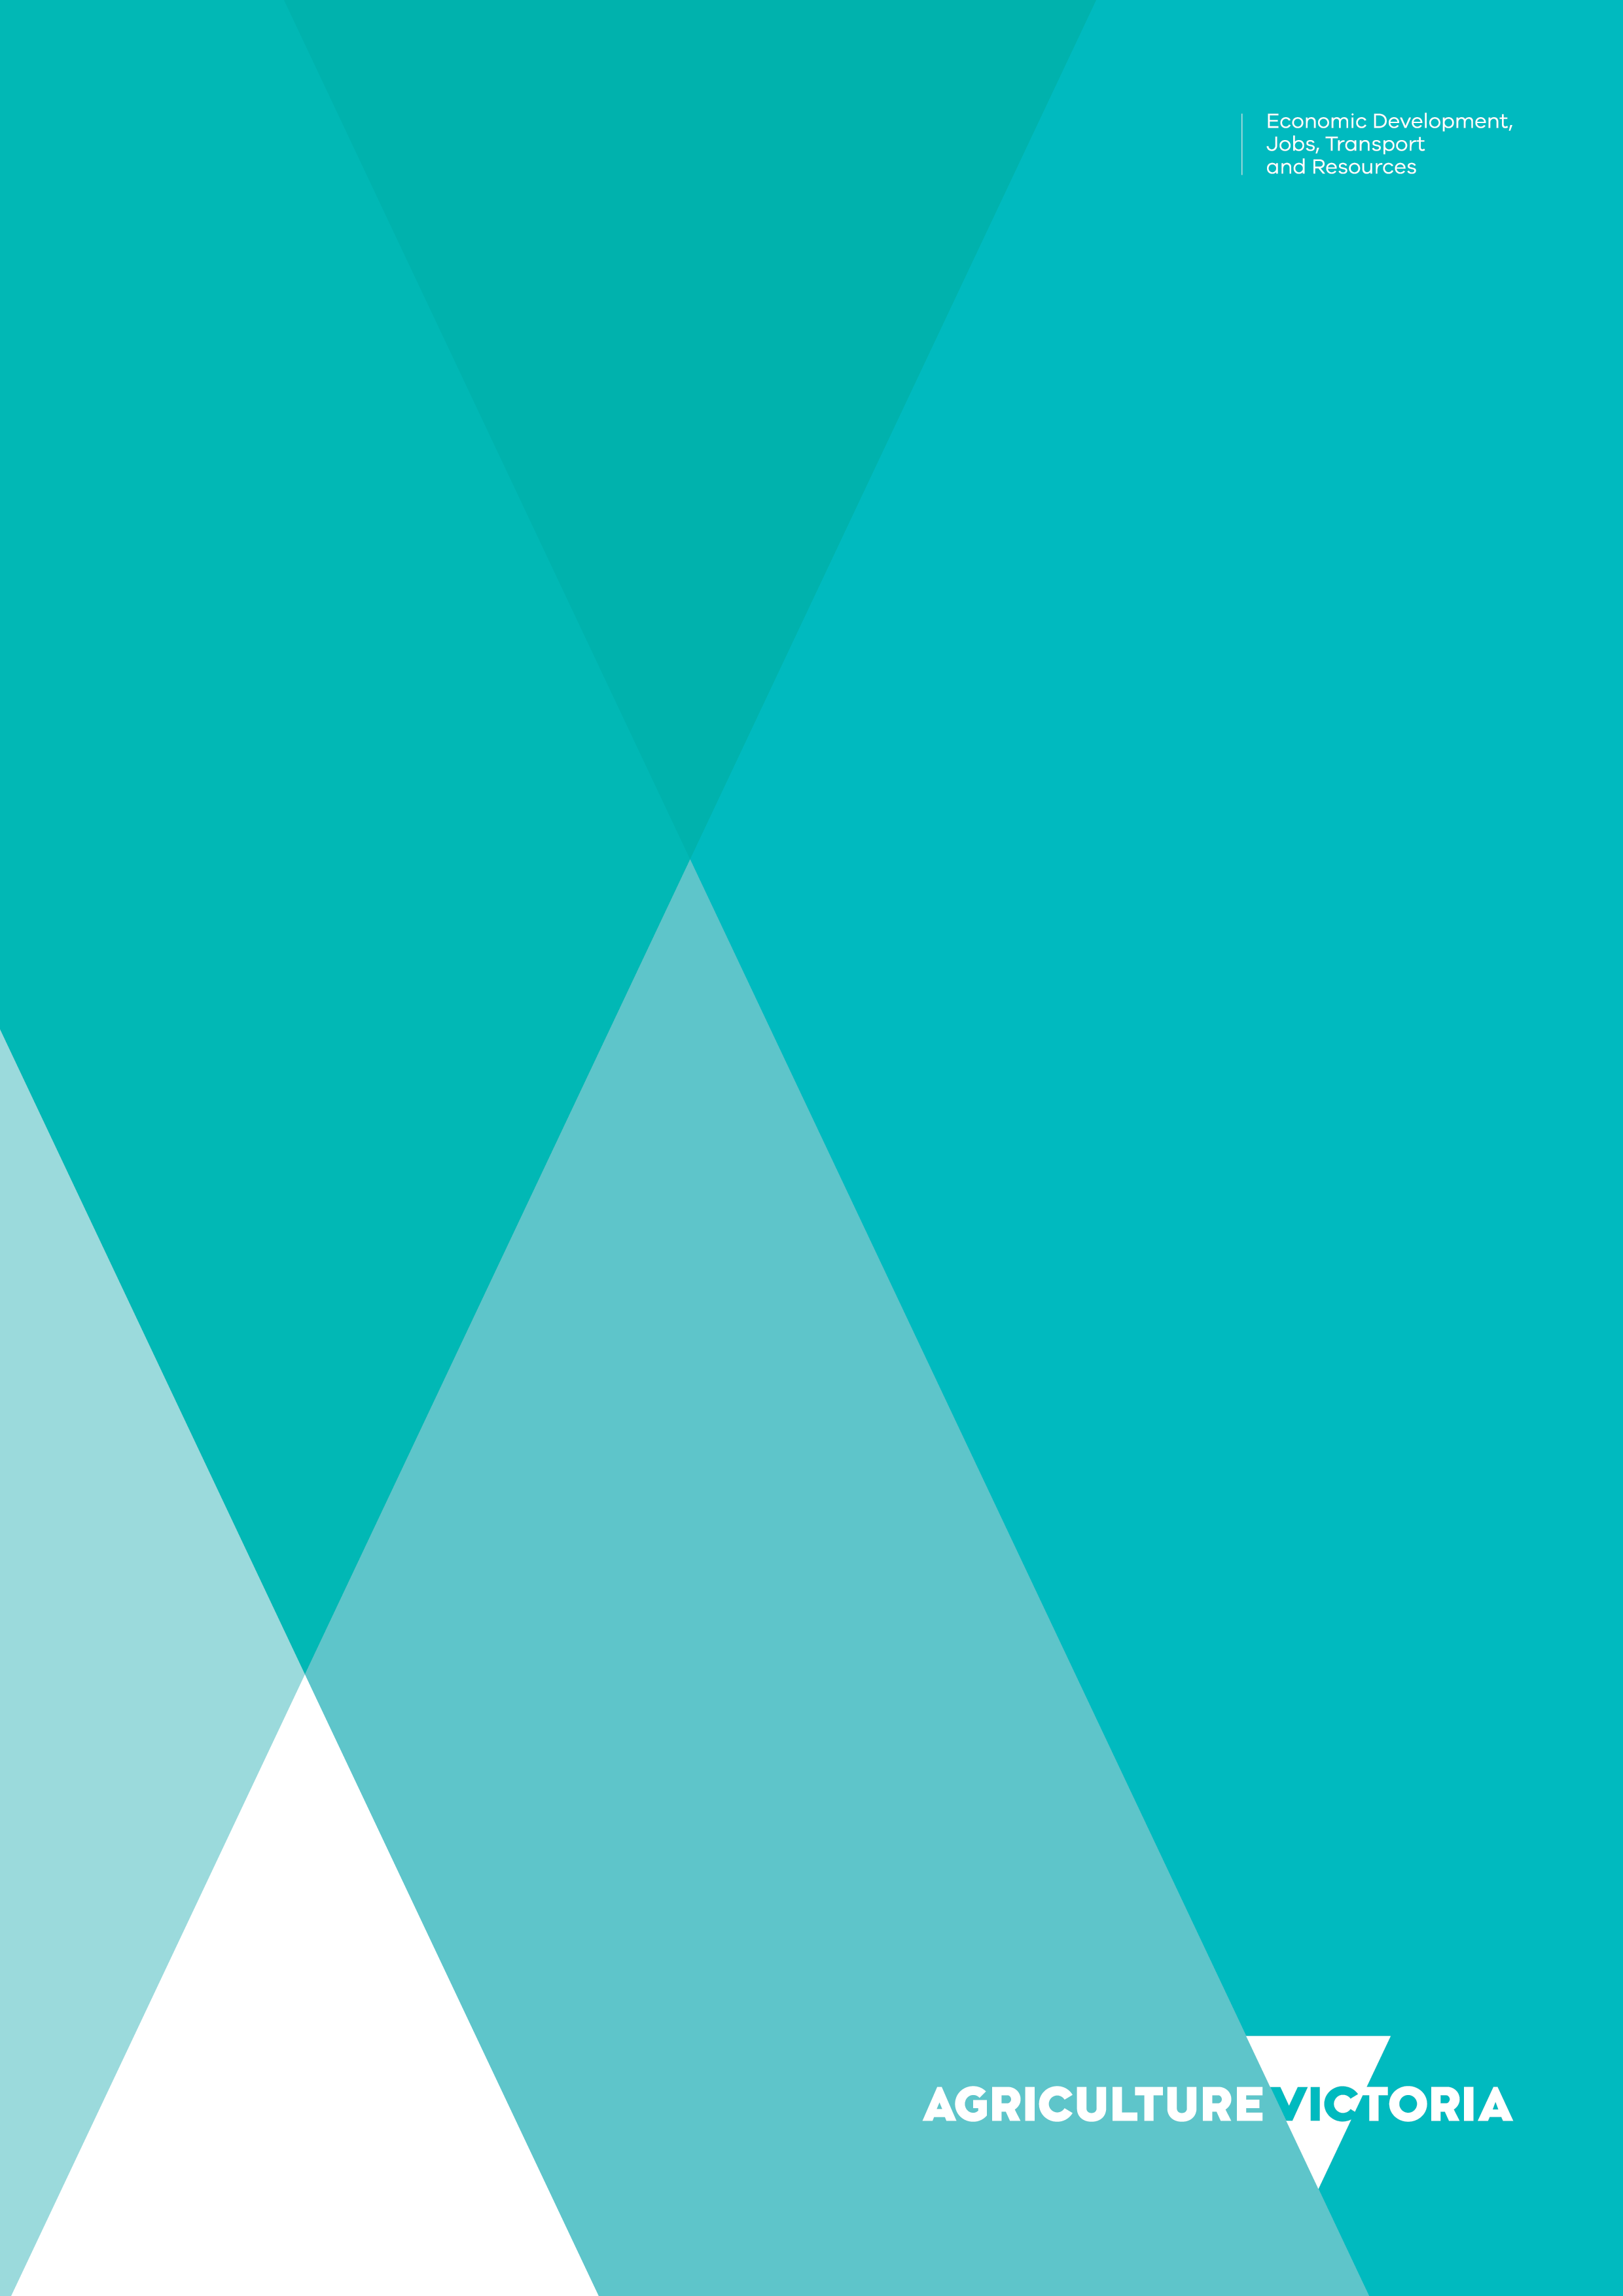 Economic Development,
Jobs, Transport
and Resources
AGRICULTURE VICTORIA